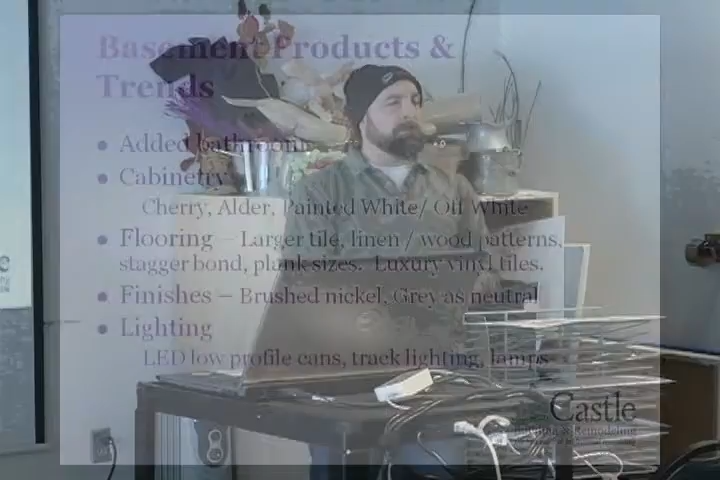 Basement Products &
Trends
• Added bathroom
• Cabinetry
Cherry, Alder, Painted White/ Off White
• Flooring – Larger tile, linen / wood patterns,
stagger bond, plank sizes. Luxury vinyl tiles.
• Finishes – Brushed nickel, Grey as neutral
• Lighting
LED low profile cans, track lighting, lamps
Castle
Building & Remodeling